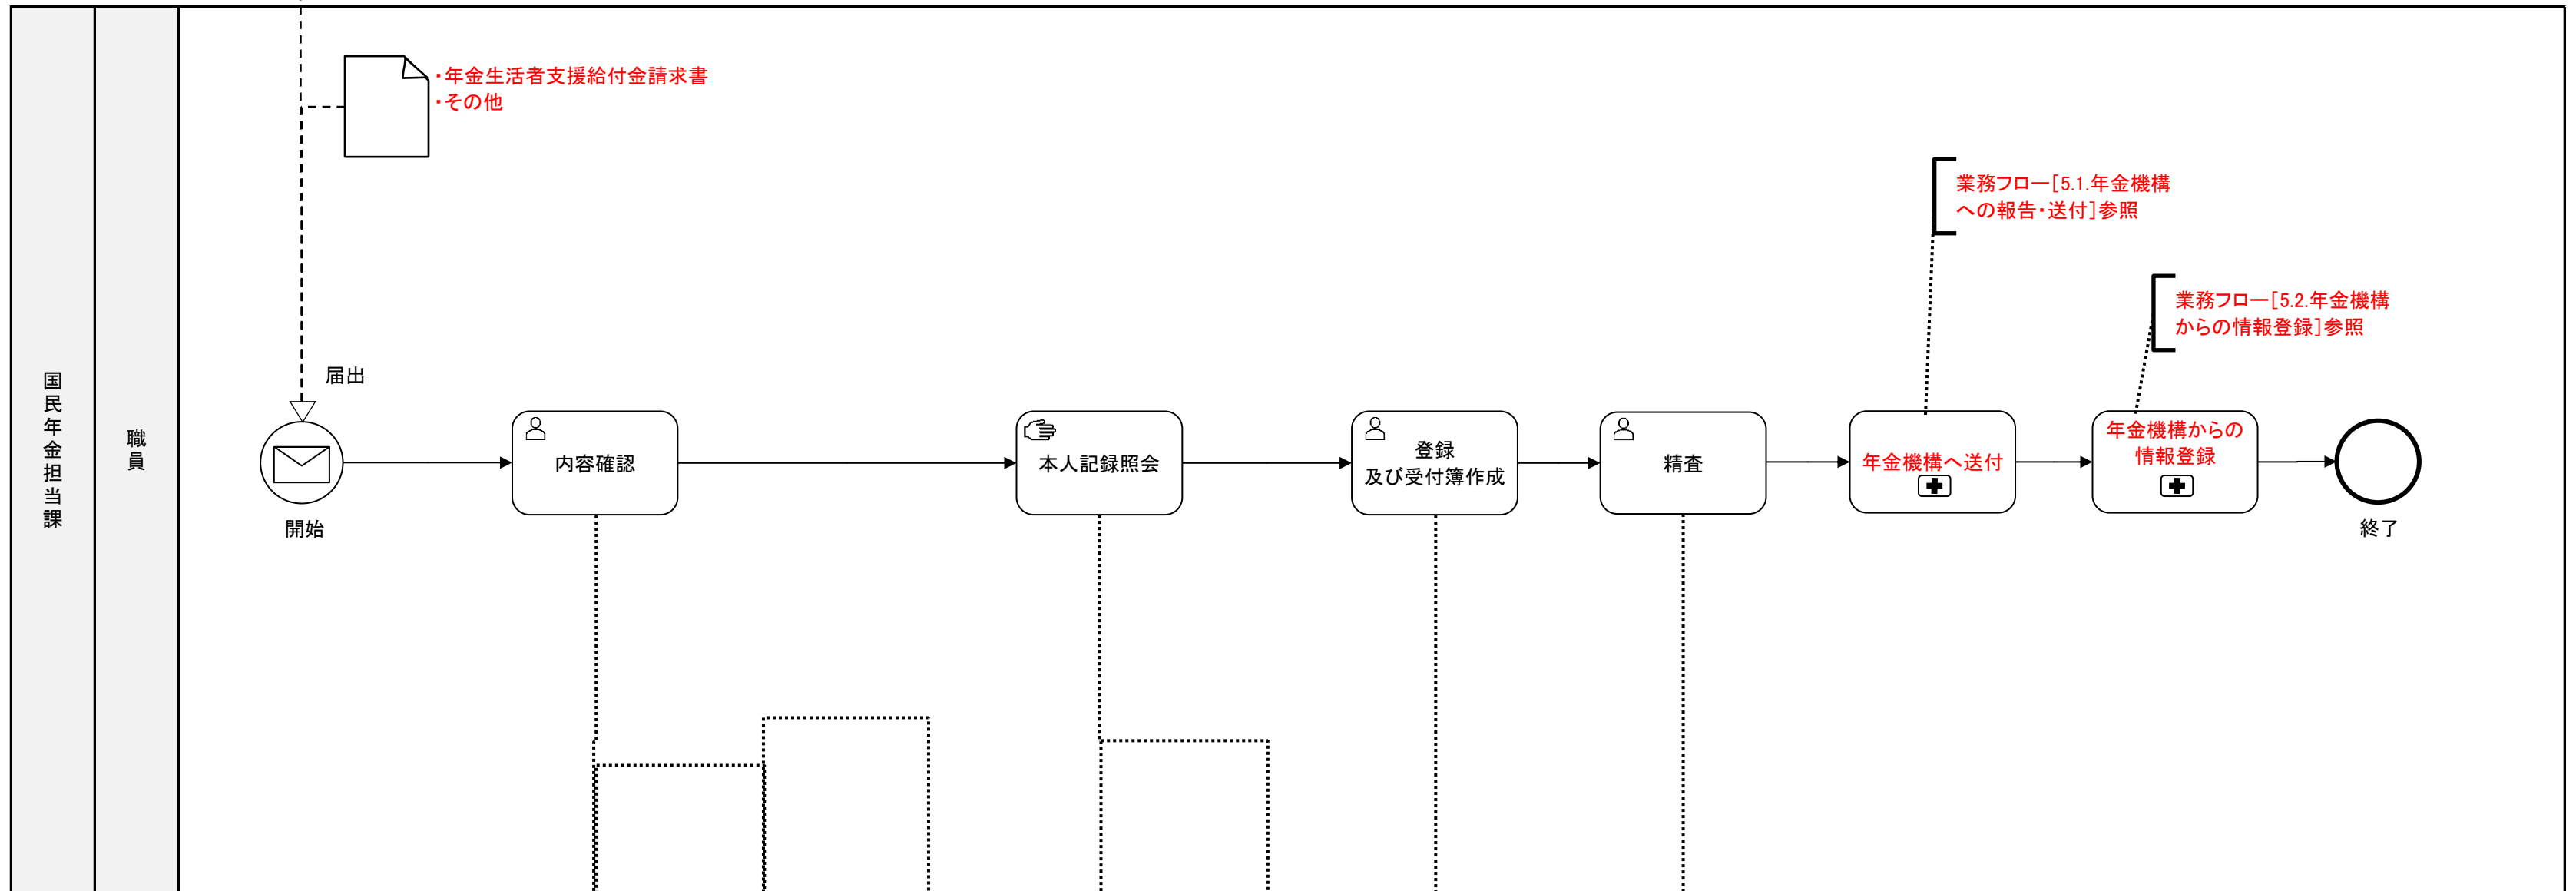 国民年金担当課
職員
・年金生活者支援給付金請求書
・その他
届出
開始
内容確認
本人記録照会
登録
及び受付簿作成
精査
業務フロー[5.1.年金機構
への報告・送付]参照
年金機構へ送付
業務フロー[5.2.年金機構
からの情報登録]参照
年金機構からの
情報登録
終了